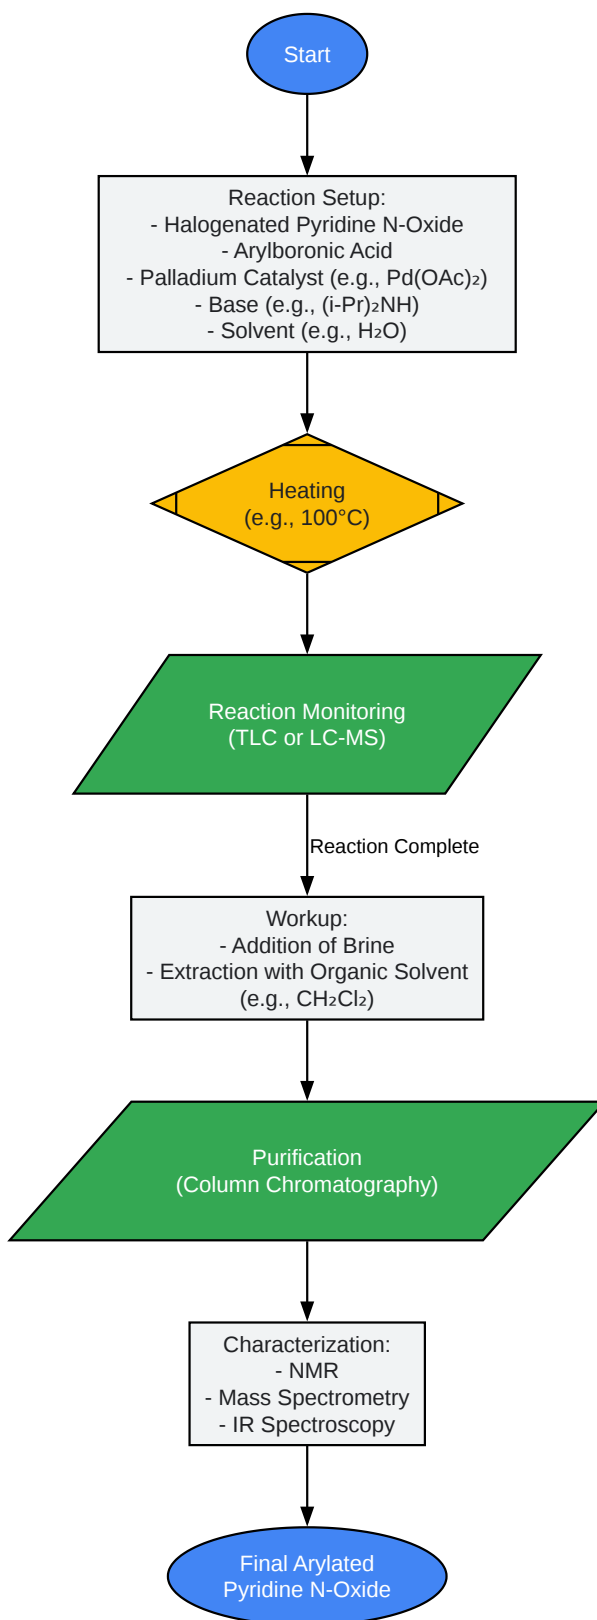 Start
Reaction Setup:
- Halogenated Pyridine N-Oxide
- Arylboronic Acid
- Palladium Catalyst (e.g., Pd(OAc)₂)
- Base (e.g., (i-Pr)₂NH)
- Solvent (e.g., H₂O)
Heating
(e.g., 100°C)
Reaction Monitoring
(TLC or LC-MS)
Reaction Complete
Workup:
- Addition of Brine
- Extraction with Organic Solvent
(e.g., CH₂Cl₂)
Purification
(Column Chromatography)
Characterization:
- NMR
- Mass Spectrometry
- IR Spectroscopy
Final Arylated
Pyridine N-Oxide